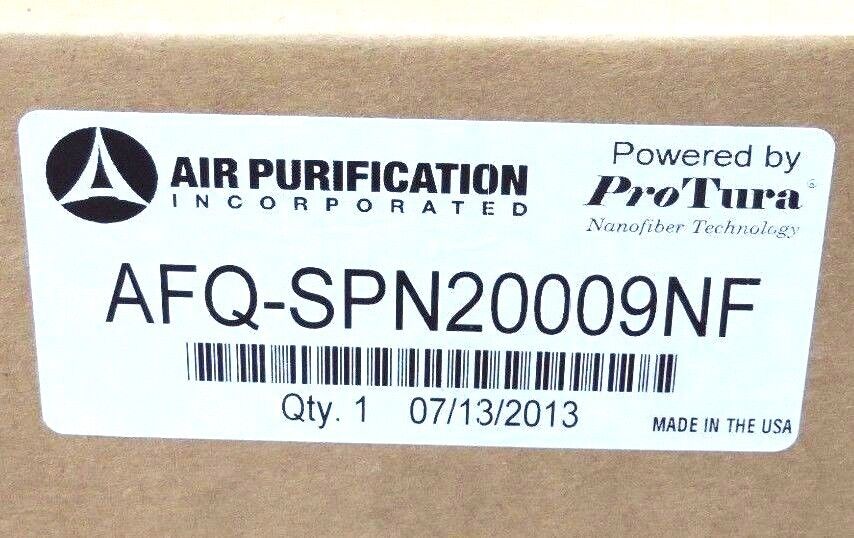 AIR PURIFICATION
INCORPORATED
Powered by
ProTura®
Nanofiber Technology
AFQ-SPN20009NF
Qty. 1 07/13/2013
MADE IN THE USA